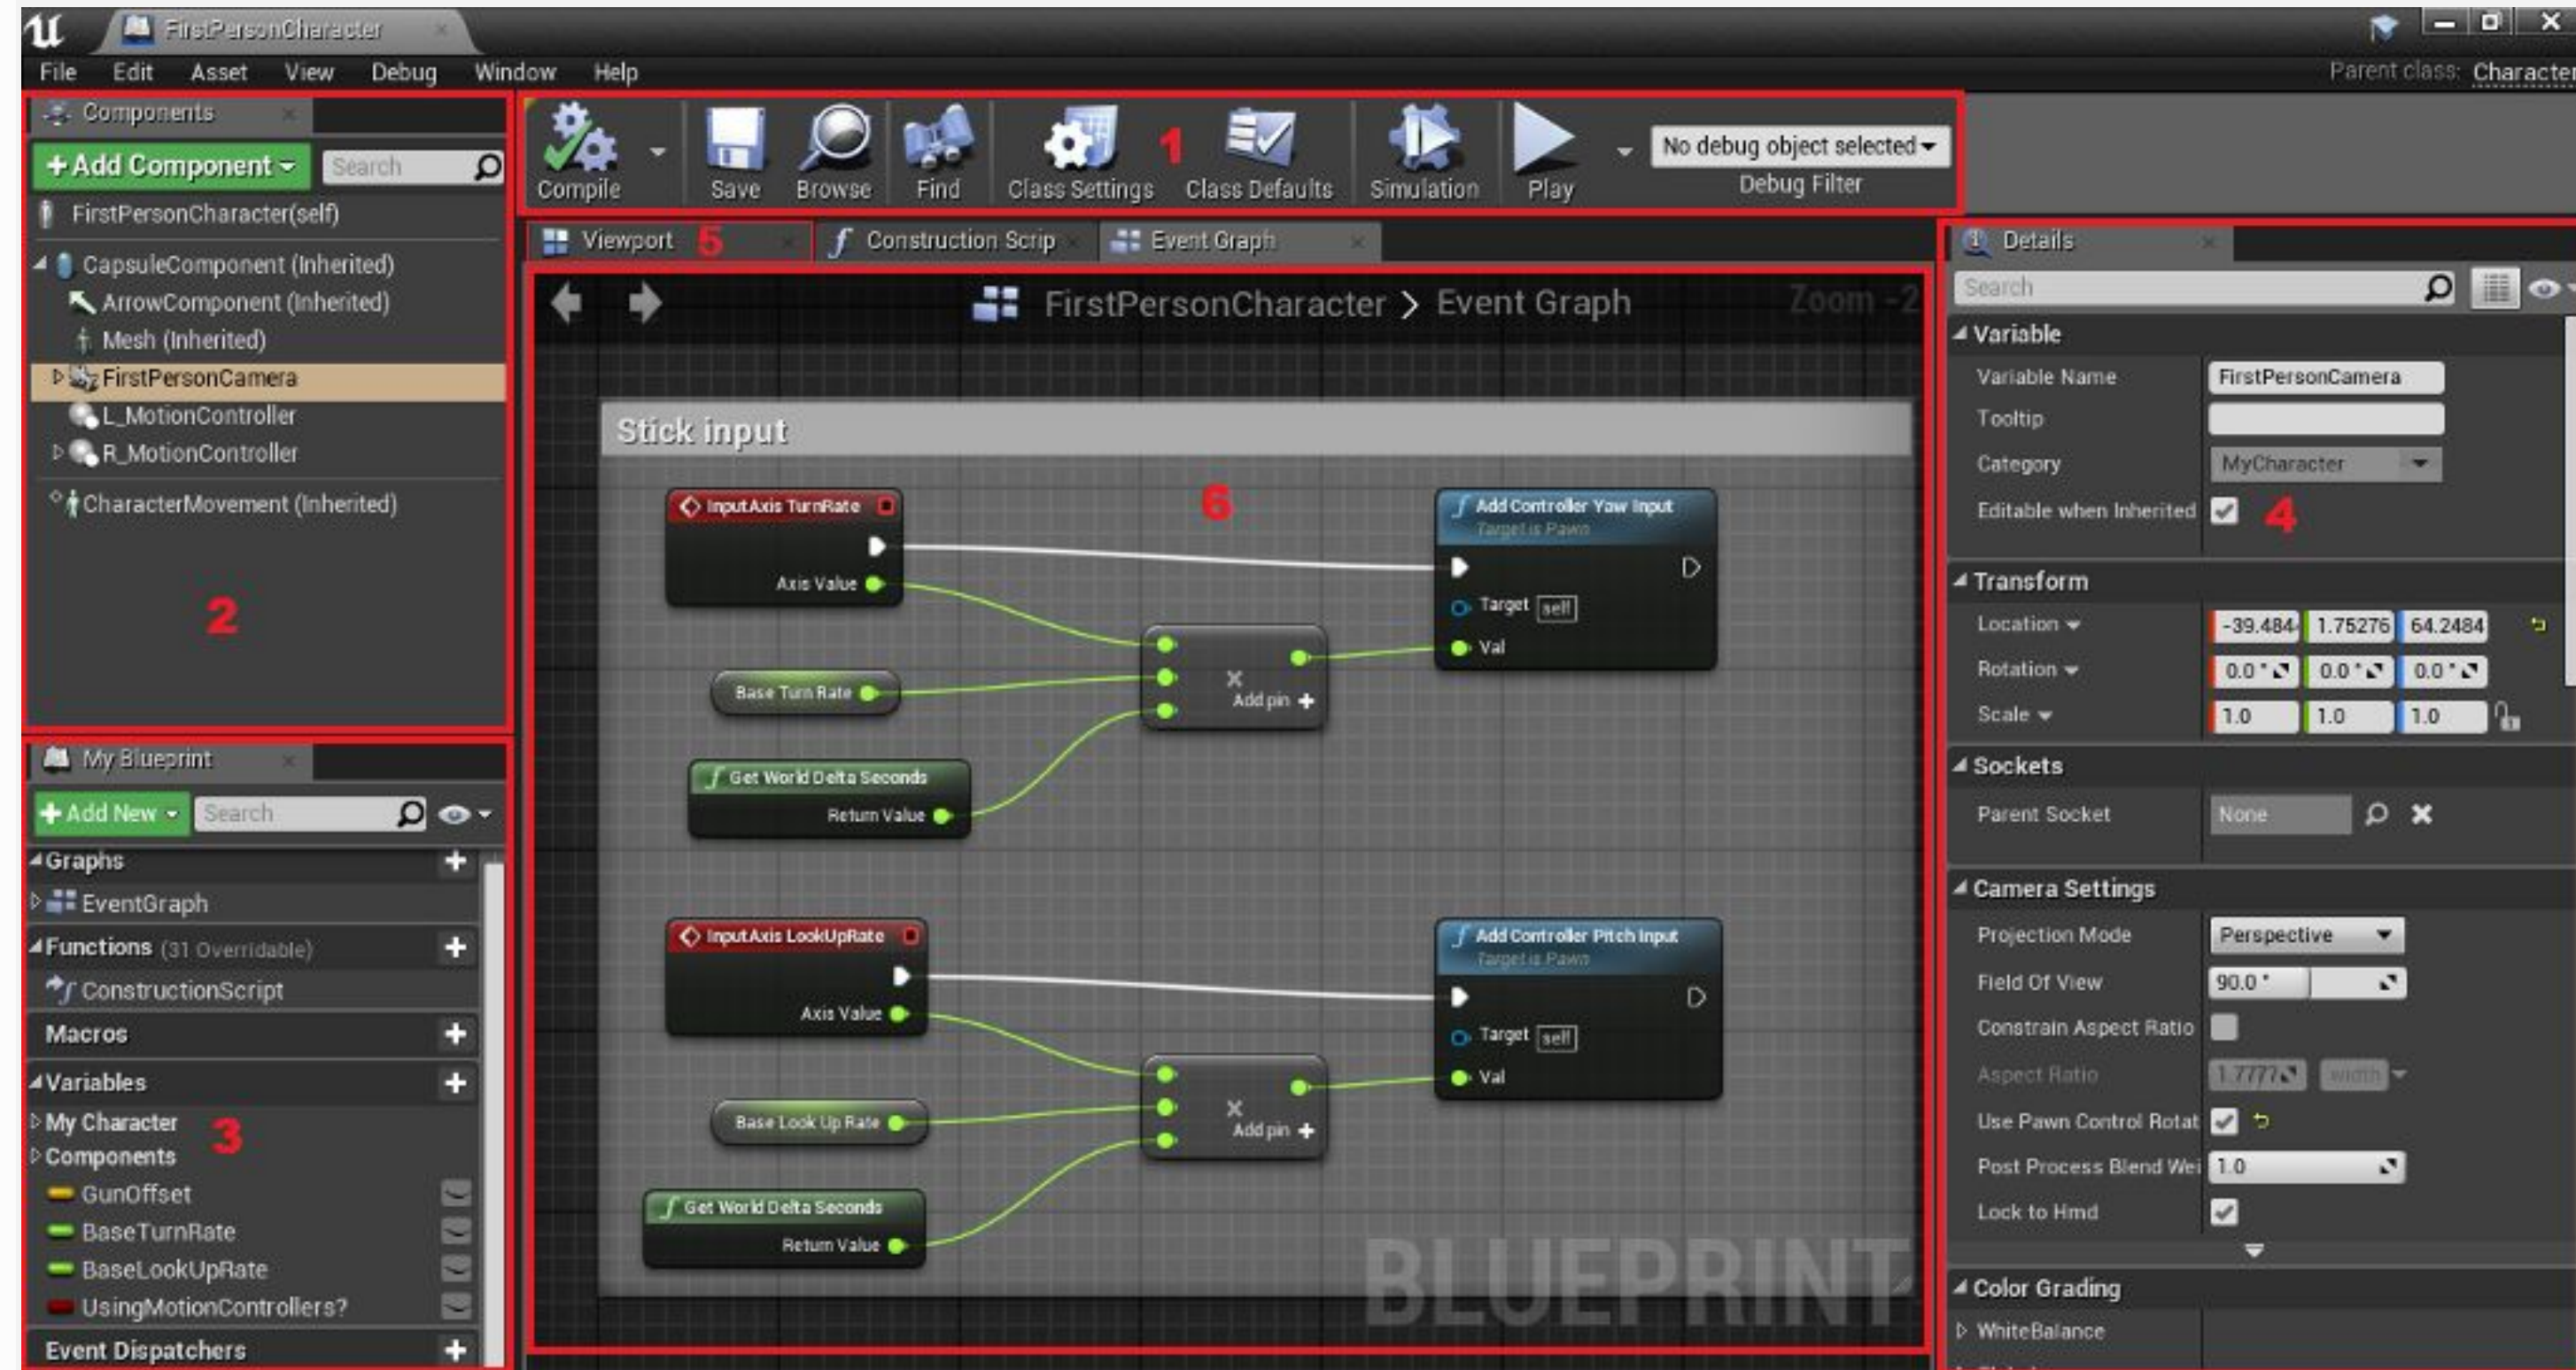 FirstPersonCharacter
File Edit Asset View Debug Window Help
Parent class: Character
Components
+Add Component
Search
FirstPersonCharacter(self)
CapsuleComponent (Inherited)
ArrowComponent (Inherited)
Mesh (Inherited)
FirstPersonCamera
L_MotionController
R_MotionController
CharacterMovement (Inherited)
2
My Blueprint
+Add New
Search
Graphs
EventGraph
Functions (31 Overridable)
ConstructionScript
Macros
Variables
My Character
3
Components
GunOffset
BaseTurnRate
BaseLookUpRate
UsingMotionControllers?
Event Dispatchers
Compile
Save
Browse
Find
Class Settings
1
Class Defaults
Simulation
Play
No debug object selected
Debug Filter
Viewport
5
Construction Scrip
Event Graph
FirstPersonCharacter > Event Graph
Zoom -2
Stick input
6
InputAxis TurnRate
Axis Value
Base Turn Rate
Get World Delta Seconds
Return Value
Add pin +
Add Controller Yaw Input
Target is Pawn
Target self
Val
InputAxis LookUpRate
Axis Value
Base Look Up Rate
Get World Delta Seconds
Return Value
Add pin +
Add Controller Pitch Input
Target is Pawn
Target self
Val
BLUEPRINT
Details
Search
Variable
Variable Name FirstPersonCamera
Tooltip
Category MyCharacter
Editable when Inherited
4
Transform
Location -39.484 1.75276 64.2484
Rotation 0.0 ° 0.0 ° 0.0 °
Scale 1.0 1.0 1.0
Sockets
Parent Socket None
Camera Settings
Projection Mode Perspective
Field Of View 90.0 °
Constrain Aspect Ratio
Aspect Ratio 1.7777 width
Use Pawn Control Rotat
Post Process Blend Wei 1.0
Lock to Hmd
Color Grading
WhiteBalance